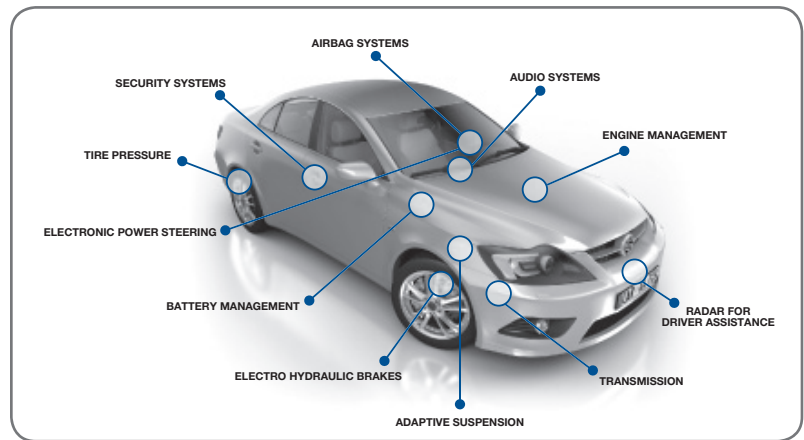 AIRBAG SYSTEMS
SECURITY SYSTEMS
AUDIO SYSTEMS
ENGINE MANAGEMENT
TIRE PRESSURE
ELECTRONIC POWER STEERING
BATTERY MANAGEMENT
RADAR FOR
DRIVER ASSISTANCE
ELECTRO HYDRAULIC BRAKES
TRANSMISSION
ADAPTIVE SUSPENSION